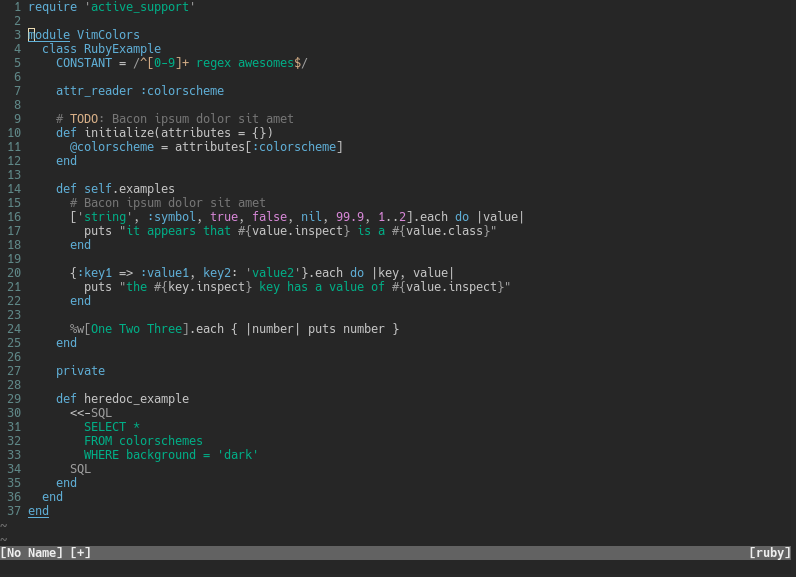 1 require 'active_support'
2
3 module VimColors
4   class RubyExample
5     CONSTANT = /^[0-9]+ regex awesomes$/
6
7     attr_reader :colorscheme
8
9     # TODO: Bacon ipsum dolor sit amet
10     def initialize(attributes = {})
11       @colorscheme = attributes[:colorscheme]
12     end
13
14     def self.examples
15       # Bacon ipsum dolor sit amet
16       ['string', :symbol, true, false, nil, 99.9, 1..2].each do |value|
17         puts "it appears that #{value.inspect} is a #{value.class}"
18       end
19
20       {:key1 => :value1, key2: 'value2'}.each do |key, value|
21         puts "the #{key.inspect} key has a value of #{value.inspect}"
22       end
23
24       %w[One Two Three].each { |number| puts number }
25     end
26
27     private
28
29     def heredoc_example
30       <<-SQL
31         SELECT *
32         FROM colorschemes
33         WHERE background = 'dark'
34       SQL
35     end
36   end
37 end
~
~
[No Name] [+] [ruby]